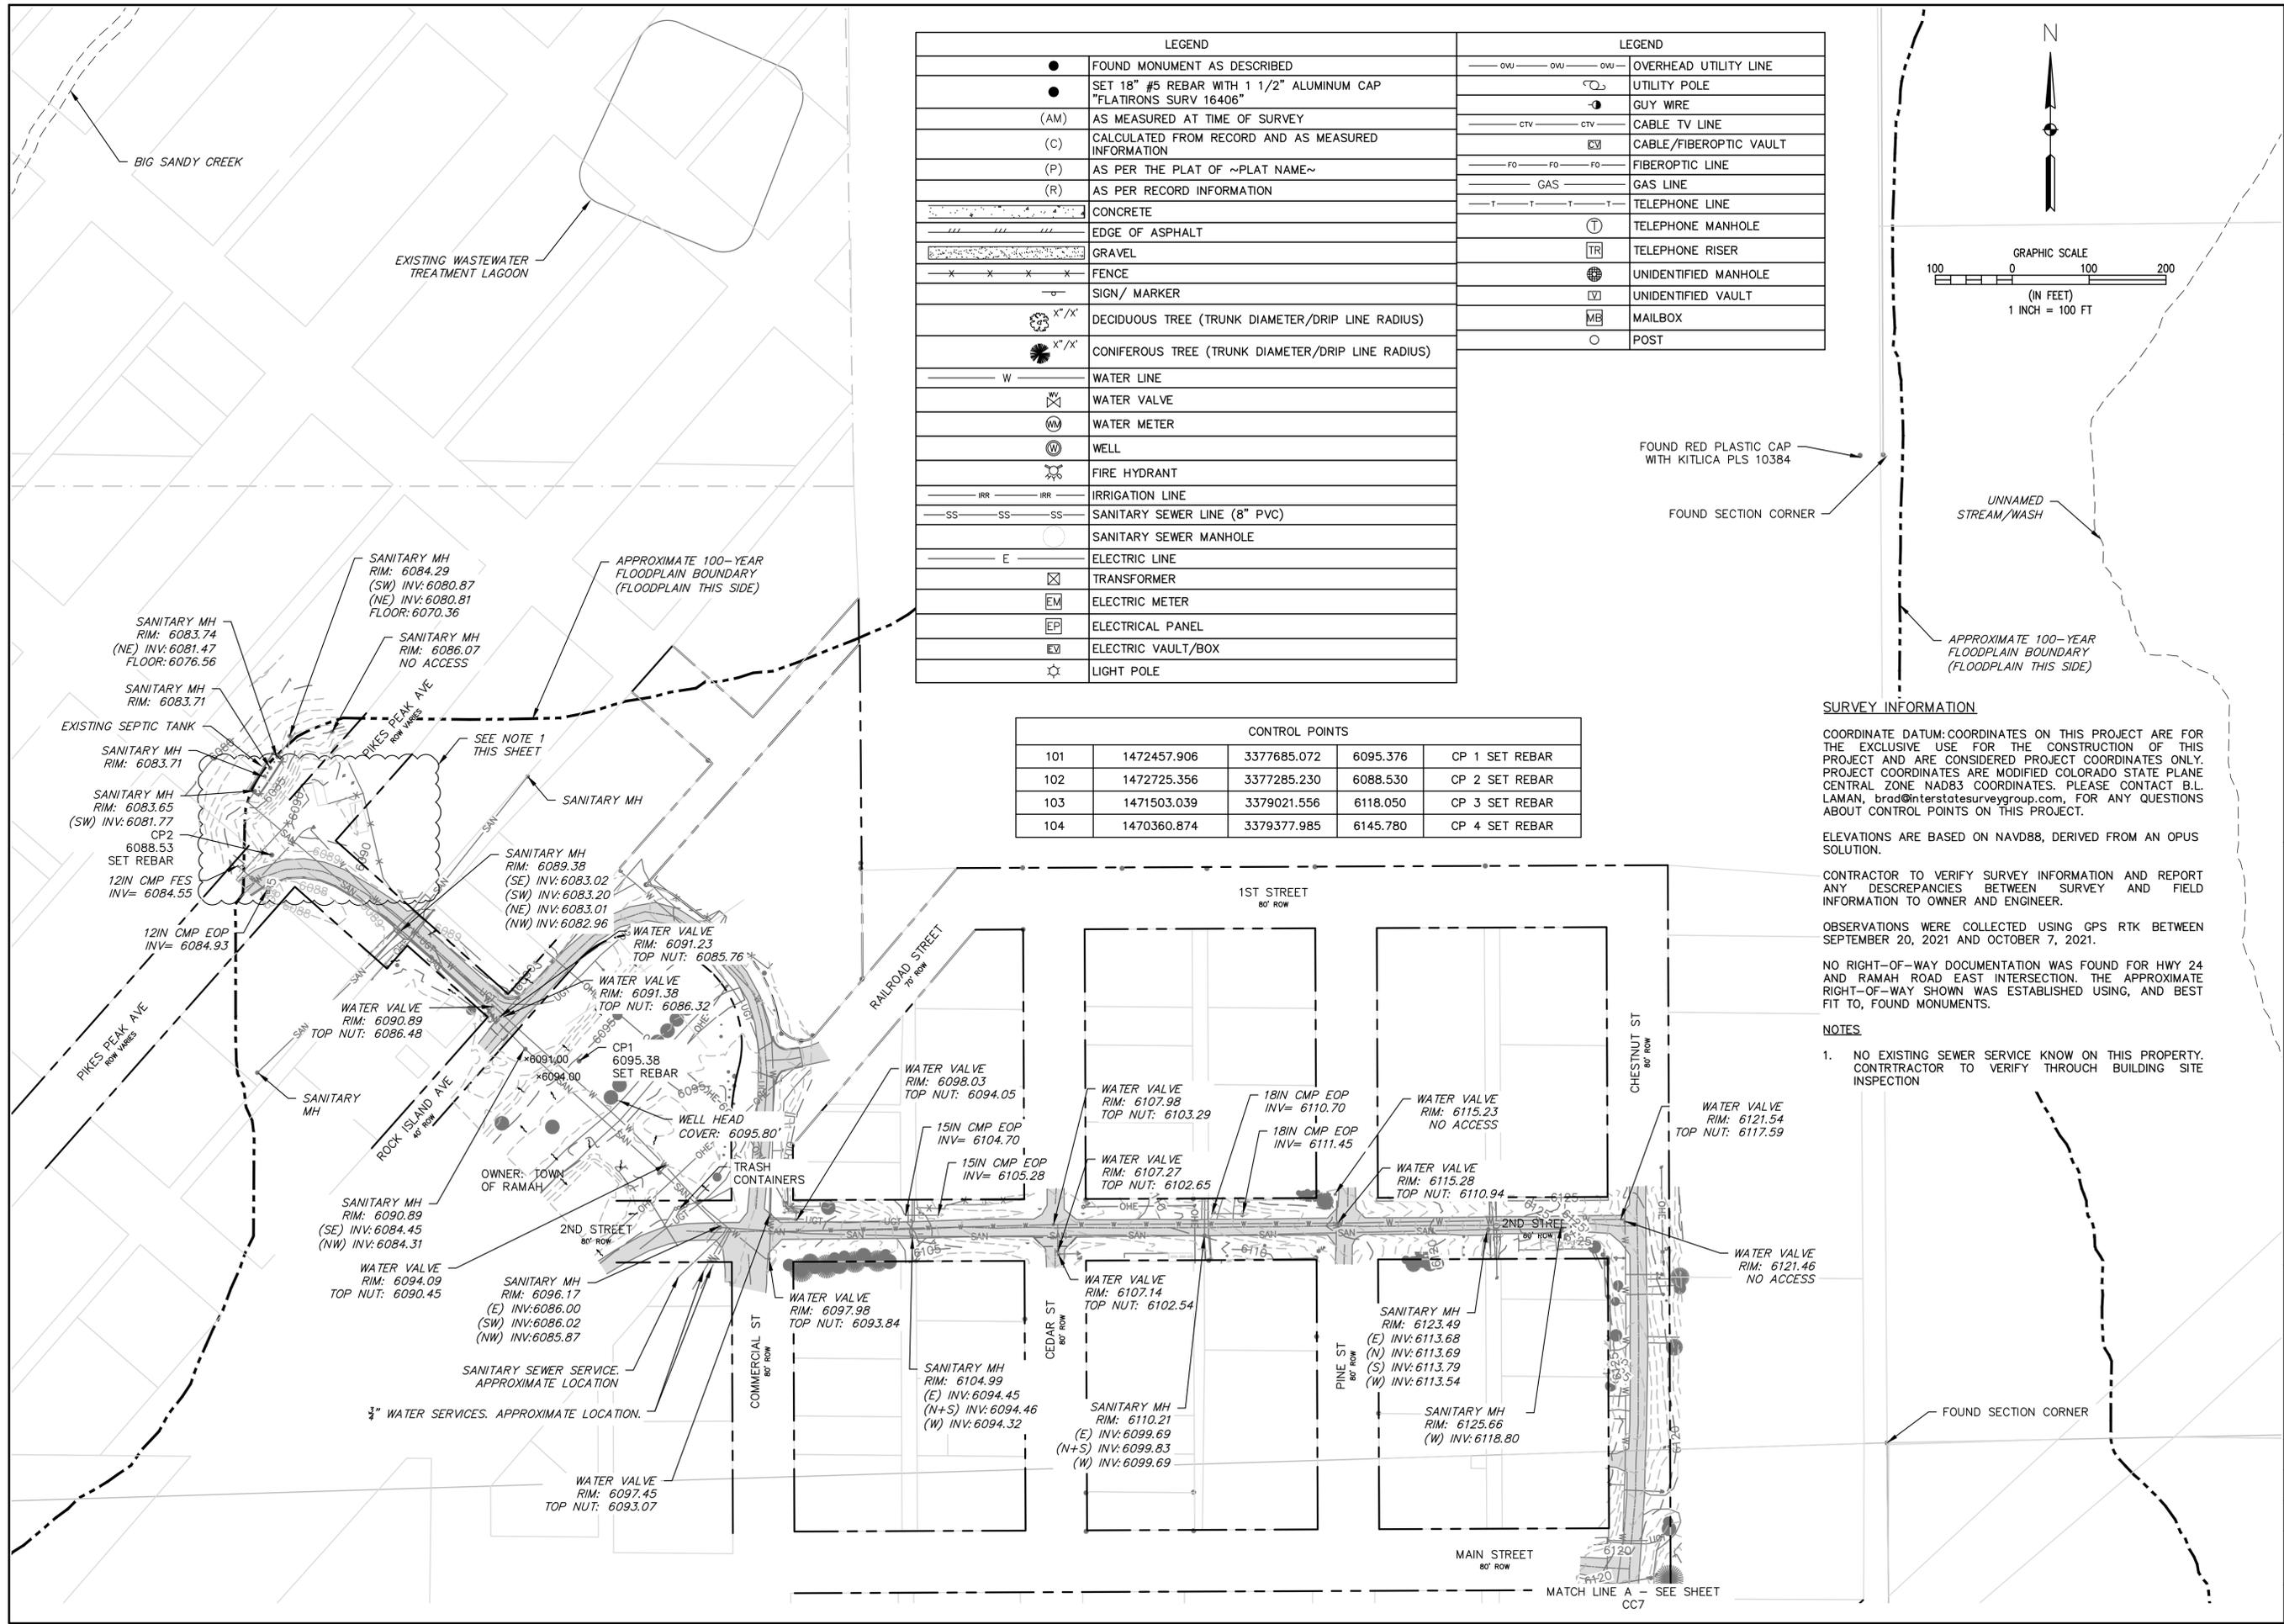 LEGEND
FOUND MONUMENT AS DESCRIBED
SET 18" #5 REBAR WITH 1 1/2" ALUMINUM CAP
"FLATIRONS SURV 16406"
(AM) AS MEASURED AT TIME OF SURVEY
(C) CALCULATED FROM RECORD AND AS MEASURED
INFORMATION
(P) AS PER THE PLAT OF ~PLAT NAME~
(R) AS PER RECORD INFORMATION
CONCRETE
EDGE OF ASPHALT
GRAVEL
X X X X FENCE
SIGN/ MARKER
X"/X' DECIDUOUS TREE (TRUNK DIAMETER/DRIP LINE RADIUS)
X"/X' CONIFEROUS TREE (TRUNK DIAMETER/DRIP LINE RADIUS)
W WATER LINE
WV WATER VALVE
WM WATER METER
W WELL
FIRE HYDRANT
IRR IRR IRRIGATION LINE
SS SS SS SANITARY SEWER LINE (8" PVC)
SANITARY SEWER MANHOLE
E ELECTRIC LINE
TRANSFORMER
EM ELECTRIC METER
EP ELECTRICAL PANEL
EV ELECTRIC VAULT/BOX
LIGHT POLE
LEGEND
OVU OVU OVU OVERHEAD UTILITY LINE
UTILITY POLE
GUY WIRE
CTV CTV CABLE TV LINE
CV CABLE/FIBEROPTIC VAULT
FO FO FO FIBEROPTIC LINE
GAS GAS LINE
T T T T TELEPHONE LINE
T TELEPHONE MANHOLE
TR TELEPHONE RISER
UNIDENTIFIED MANHOLE
V UNIDENTIFIED VAULT
MB MAILBOX
POST
N
GRAPHIC SCALE
100 0 100 200
(IN FEET)
1 INCH = 100 FT
BIG SANDY CREEK
EXISTING WASTEWATER
TREATMENT LAGOON
FOUND RED PLASTIC CAP
WITH KITLICA PLS 10384
FOUND SECTION CORNER
UNNAMED
STREAM/WASH
APPROXIMATE 100-YEAR
FLOODPLAIN BOUNDARY
(FLOODPLAIN THIS SIDE)
SANITARY MH
RIM: 6084.29
(SW) INV:6080.87
(NE) INV:6080.81
FLOOR:6070.36
APPROXIMATE 100-YEAR
FLOODPLAIN BOUNDARY
(FLOODPLAIN THIS SIDE)
SANITARY MH
RIM: 6083.74
(NE) INV:6081.47
FLOOR:6076.56
SANITARY MH
RIM: 6086.07
NO ACCESS
SANITARY MH
RIM: 6083.71
EXISTING SEPTIC TANK
SANITARY MH
RIM: 6083.71
PIKES PEAK AVE
ROW VARIES
SEE NOTE 1
THIS SHEET
SANITARY MH
RIM: 6083.65
(SW) INV:6081.77
CP2
6088.53
SET REBAR
12IN CMP FES
INV= 6084.55
12IN CMP EOP
INV= 6084.93
SANITARY MH
SANITARY MH
RIM: 6089.38
(SE) INV:6083.02
(SW) INV:6083.20
(NE) INV:6083.01
(NW) INV:6082.96
WATER VALVE
RIM: 6091.23
TOP NUT: 6085.76
WATER VALVE
RIM: 6091.38
TOP NUT: 6086.32
WATER VALVE
RIM: 6090.89
TOP NUT: 6086.48
PIKES PEAK AVE
ROW VARIES
SANITARY
MH
×6091.00
×6094.00
CP1
6095.38
SET REBAR
ROCK ISLAND AVE
40' ROW
WELL HEAD
COVER: 6095.80'
OWNER: TOWN
OF RAMAH
TRASH
CONTAINERS
SANITARY MH
RIM: 6090.89
(SE) INV:6084.45
(NW) INV:6084.31
2ND STREET
80' ROW
WATER VALVE
RIM: 6094.09
TOP NUT: 6090.45
SANITARY MH
RIM: 6096.17
(E) INV:6086.00
(SW) INV:6086.02
(NW) INV:6085.87
SANITARY SEWER SERVICE.
APPROXIMATE LOCATION
¾" WATER SERVICES. APPROXIMATE LOCATION.
WATER VALVE
RIM: 6097.45
TOP NUT: 6093.07
CONTROL POINTS
101 1472457.906 3377685.072 6095.376 CP 1 SET REBAR
102 1472725.356 3377285.230 6088.530 CP 2 SET REBAR
103 1471503.039 3379021.556 6118.050 CP 3 SET REBAR
104 1470360.874 3379377.985 6145.780 CP 4 SET REBAR
1ST STREET
80' ROW
RAILROAD STREET
70' ROW
CHESTNUT ST
80' ROW
WATER VALVE
RIM: 6098.03
TOP NUT: 6094.05
15IN CMP EOP
INV= 6104.70
15IN CMP EOP
INV= 6105.28
WATER VALVE
RIM: 6107.98
TOP NUT: 6103.29
WATER VALVE
RIM: 6107.27
TOP NUT: 6102.65
18IN CMP EOP
INV= 6110.70
18IN CMP EOP
INV= 6111.45
WATER VALVE
RIM: 6115.23
NO ACCESS
WATER VALVE
RIM: 6115.28
TOP NUT: 6110.94
WATER VALVE
RIM: 6121.54
TOP NUT: 6117.59
2ND STREET
80' ROW
WATER VALVE
RIM: 6121.46
NO ACCESS
WATER VALVE
RIM: 6097.98
TOP NUT: 6093.84
WATER VALVE
RIM: 6107.14
TOP NUT: 6102.54
COMMERCIAL ST
80' ROW
CEDAR ST
80' ROW
PINE ST
80' ROW
SANITARY MH
RIM: 6104.99
(E) INV:6094.45
(N+S) INV:6094.46
(W) INV:6094.32
SANITARY MH
RIM: 6110.21
(E) INV:6099.69
(N+S) INV:6099.83
(W) INV:6099.69
SANITARY MH
RIM: 6123.49
(E) INV:6113.68
(N) INV:6113.69
(S) INV:6113.79
(W) INV:6113.54
SANITARY MH
RIM: 6125.66
(W) INV:6118.80
MAIN STREET
80' ROW
MATCH LINE A - SEE SHEET
CC7
FOUND SECTION CORNER
SURVEY INFORMATION
COORDINATE DATUM: COORDINATES ON THIS PROJECT ARE FOR
THE EXCLUSIVE USE FOR THE CONSTRUCTION OF THIS
PROJECT AND ARE CONSIDERED PROJECT COORDINATES ONLY.
PROJECT COORDINATES ARE MODIFIED COLORADO STATE PLANE
CENTRAL ZONE NAD83 COORDINATES. PLEASE CONTACT B.L.
LAMAN, brad@interstatesurveygroup.com, FOR ANY QUESTIONS
ABOUT CONTROL POINTS ON THIS PROJECT.
ELEVATIONS ARE BASED ON NAVD88, DERIVED FROM AN OPUS
SOLUTION.
CONTRACTOR TO VERIFY SURVEY INFORMATION AND REPORT
ANY DESCREPANCIES BETWEEN SURVEY AND FIELD
INFORMATION TO OWNER AND ENGINEER.
OBSERVATIONS WERE COLLECTED USING GPS RTK BETWEEN
SEPTEMBER 20, 2021 AND OCTOBER 7, 2021.
NO RIGHT-OF-WAY DOCUMENTATION WAS FOUND FOR HWY 24
AND RAMAH ROAD EAST INTERSECTION. THE APPROXIMATE
RIGHT-OF-WAY SHOWN WAS ESTABLISHED USING, AND BEST
FIT TO, FOUND MONUMENTS.
NOTES
1. NO EXISTING SEWER SERVICE KNOW ON THIS PROPERTY.
CONTRTRACTOR TO VERIFY THROUCH BUILDING SITE
INSPECTION